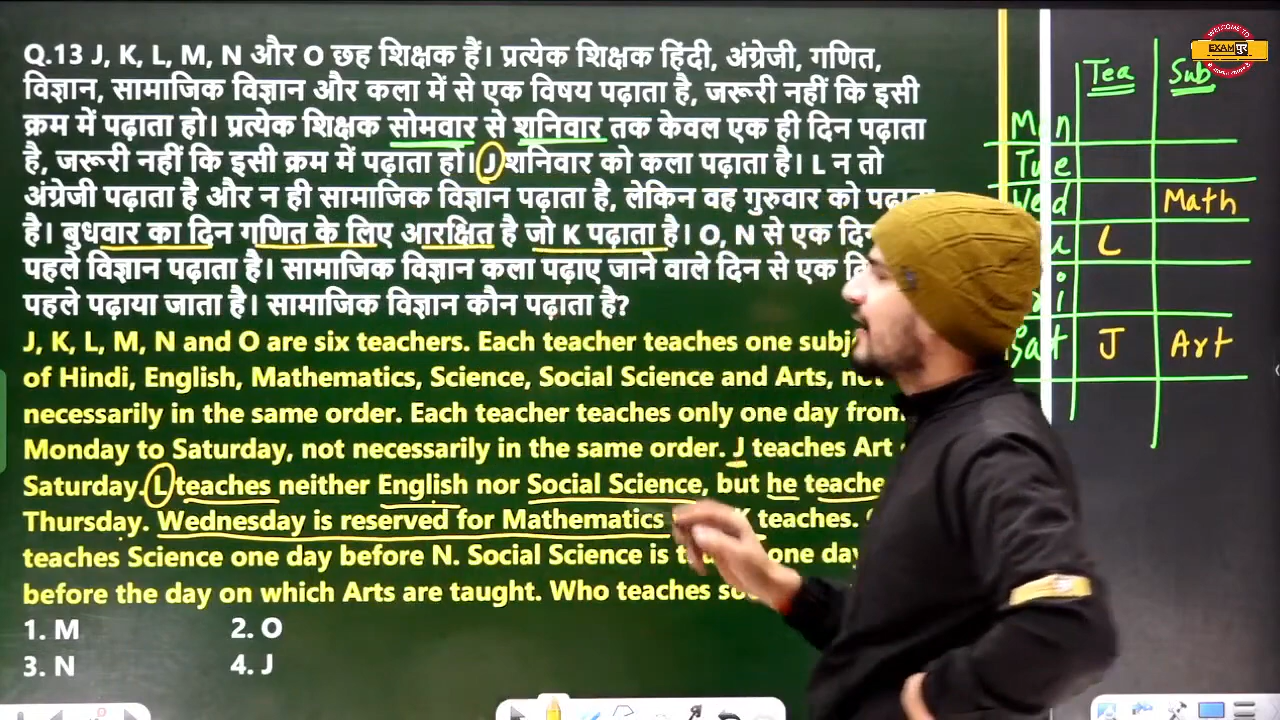 Q.13 J, K, L, M, N और O छह शिक्षक हैं। प्रत्येक शिक्षक हिंदी, अंग्रेजी, गणित,
विज्ञान, सामाजिक विज्ञान और कला में से एक विषय पढ़ाता है, जरूरी नहीं कि इसी
क्रम में पढ़ाता हो। प्रत्येक शिक्षक सोमवार से शनिवार तक केवल एक ही दिन पढ़ाता
है, जरूरी नहीं कि इसी क्रम में पढ़ाता हो। J शनिवार को कला पढ़ाता है। L न तो
अंग्रेजी पढ़ाता है और न ही सामाजिक विज्ञान पढ़ाता है, लेकिन वह गुरुवार को
है। बुधवार का दिन गणित के लिए आरक्षित है जो K पढ़ाता है। O, N से एक दिन
पहले विज्ञान पढ़ाता है। सामाजिक विज्ञान कला पढ़ाए जाने वाले दिन से एक
पहले पढ़ाया जाता है। सामाजिक विज्ञान कौन पढ़ाता है?
J, K, L, M, N and O are six teachers. Each teacher teaches one
of Hindi, English, Mathematics, Science, Social Science and Arts,
necessarily in the same order. Each teacher teaches only one day from
Monday to Saturday, not necessarily in the same order. J teaches Art
Saturday. L teaches neither English nor Social Science, but he
Thursday. Wednesday is reserved for Mathematics K teaches.
teaches Science one day before N. Social Science is one day
before the day on which Arts are taught. Who teaches
1. M 2. O
3. N 4. J
Tea Sub
Mon
Tue
Math
L
Sat J Art
WELCOME TO
EXAM पुर